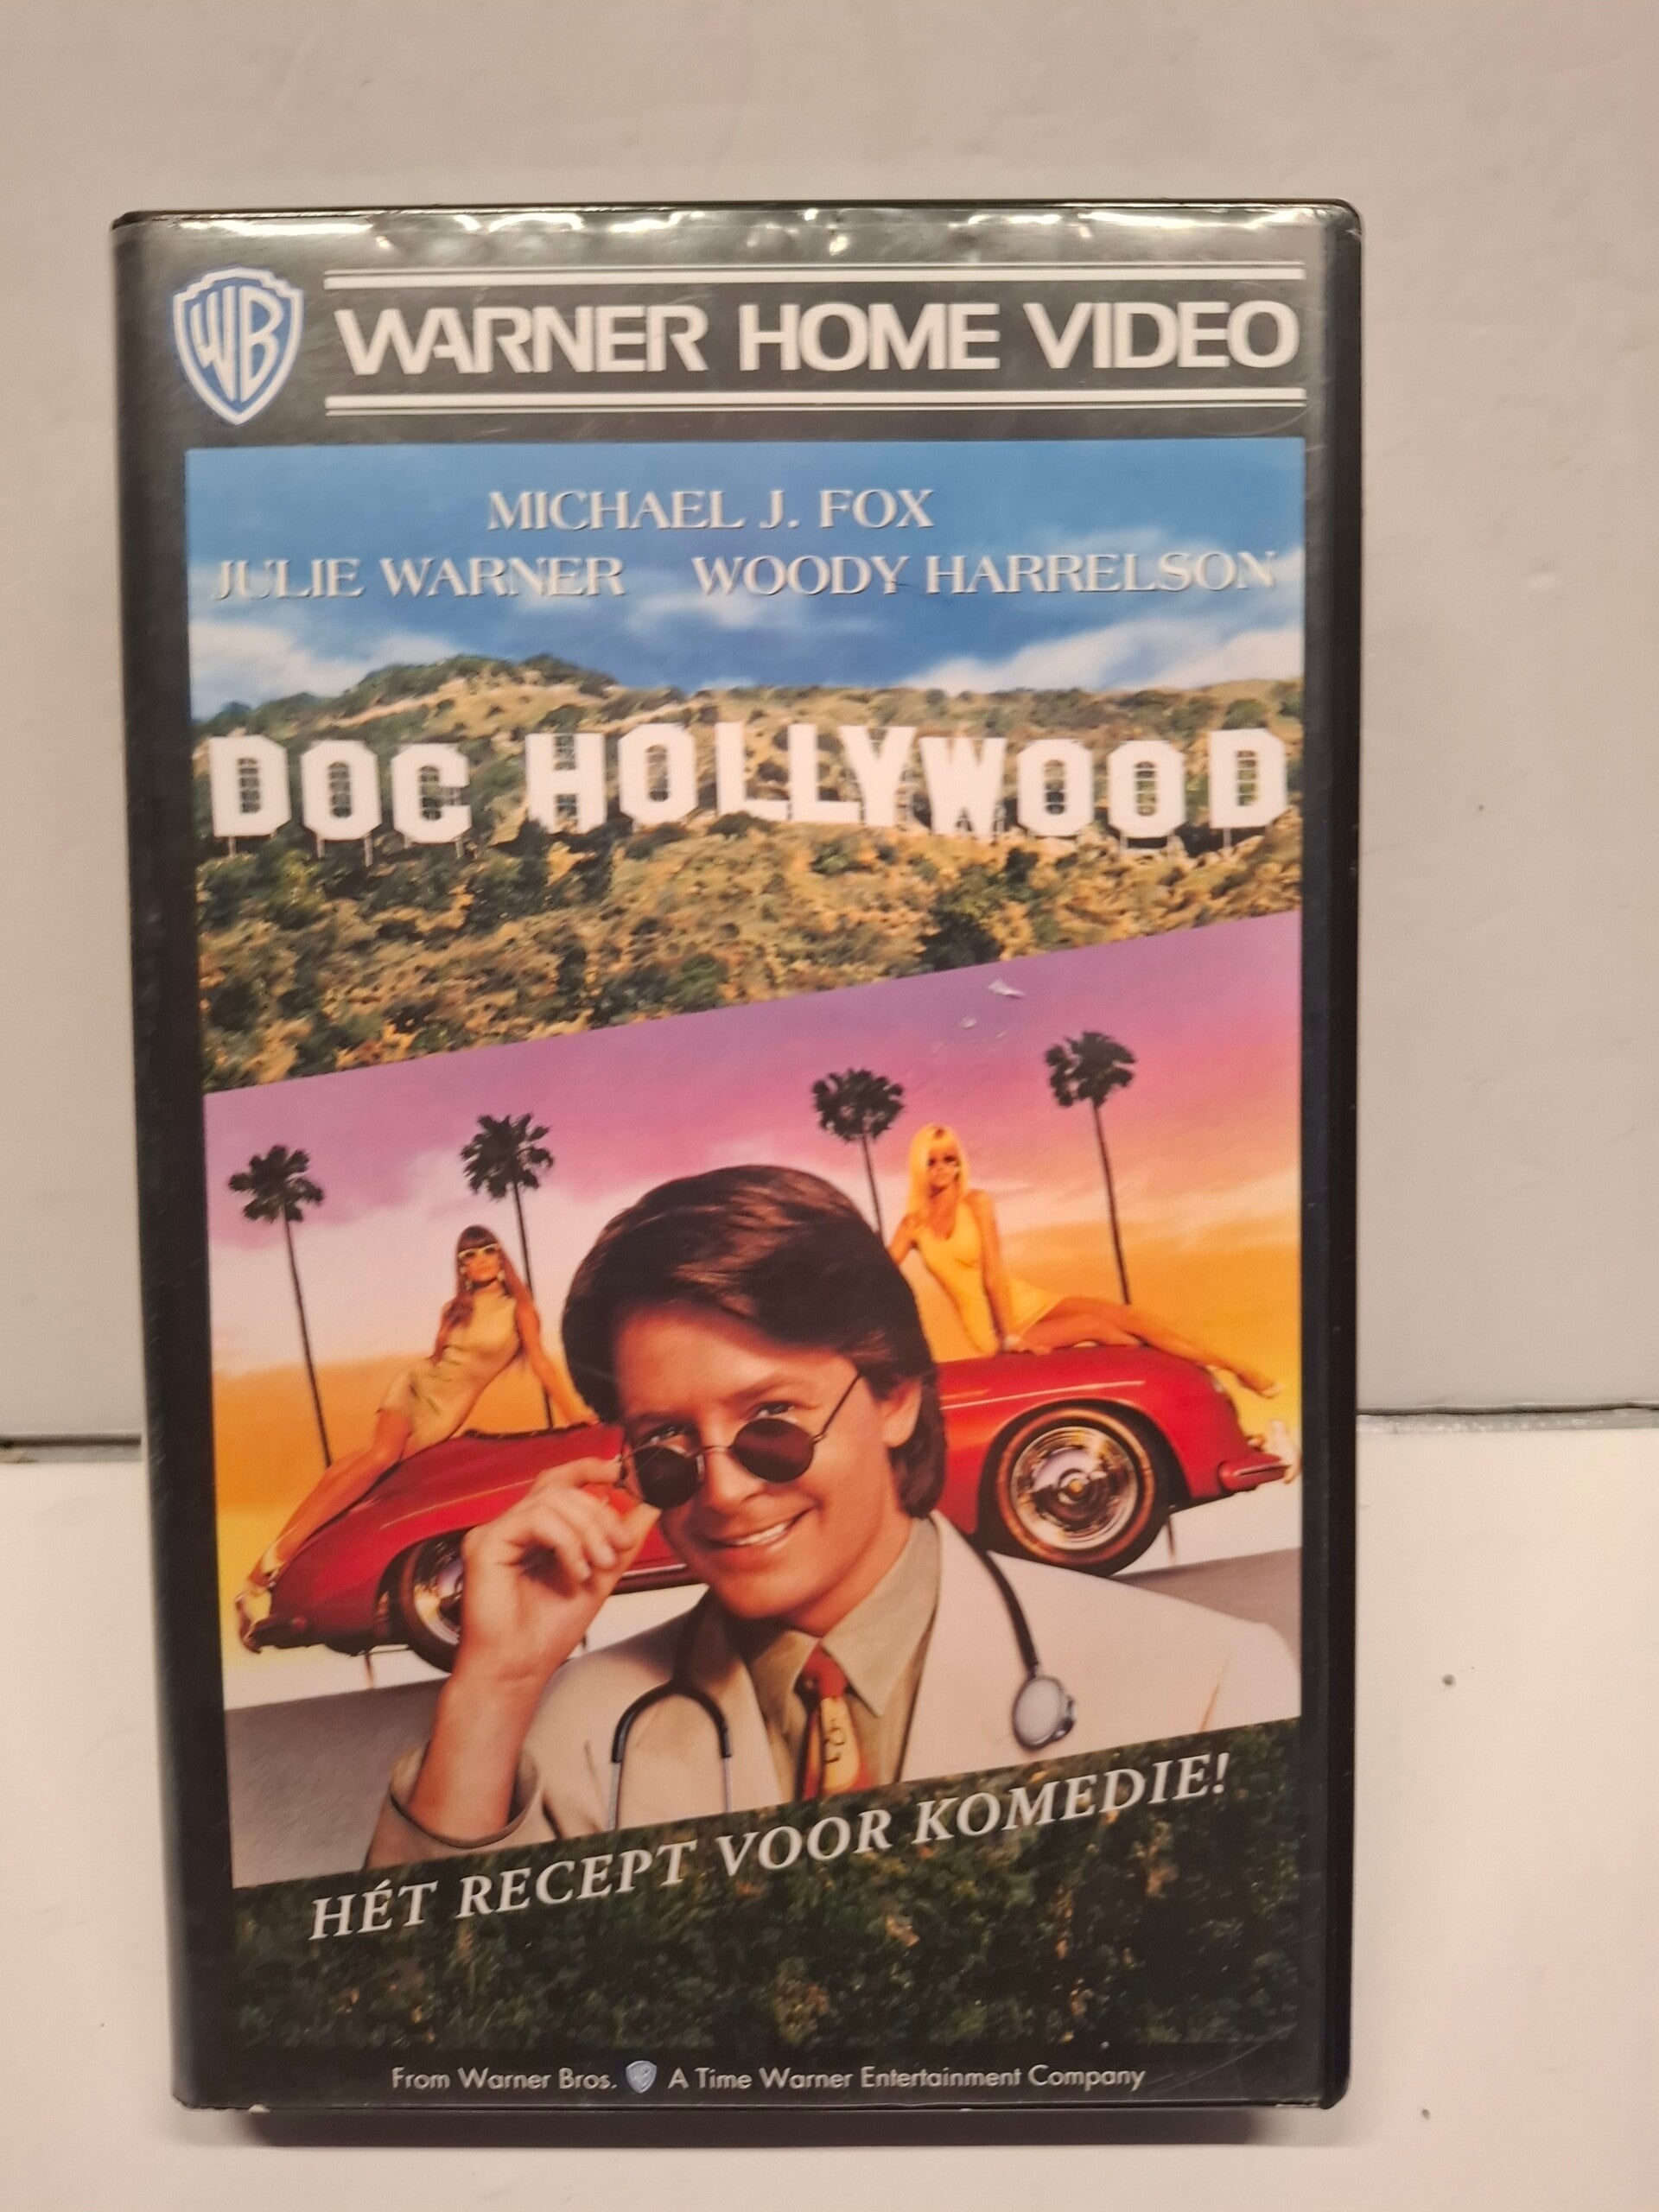 WB WARNER HOME VIDEO
MICHAEL J. FOX
JULIE WARNER WOODY HARRELSON
DOC HOLLYWOOD
HÉT RECEPT VOOR KOMEDIE!
From Warner Bros. WB A Time Warner Entertainment Company